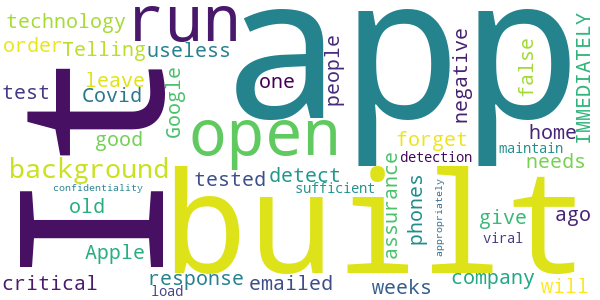 technology
run
app
order
Telling
useless
IMMEDIATELY
people
negative
false
leave
one
test
Covid
Google
It
good
open
forget
home
detection
maintain
background
confidentiality
built
tested
detect
sufficient
assurance
phones
appropriately
needs
old
give
ago
Apple
viral
critical
response
load
emailed
weeks
company
will